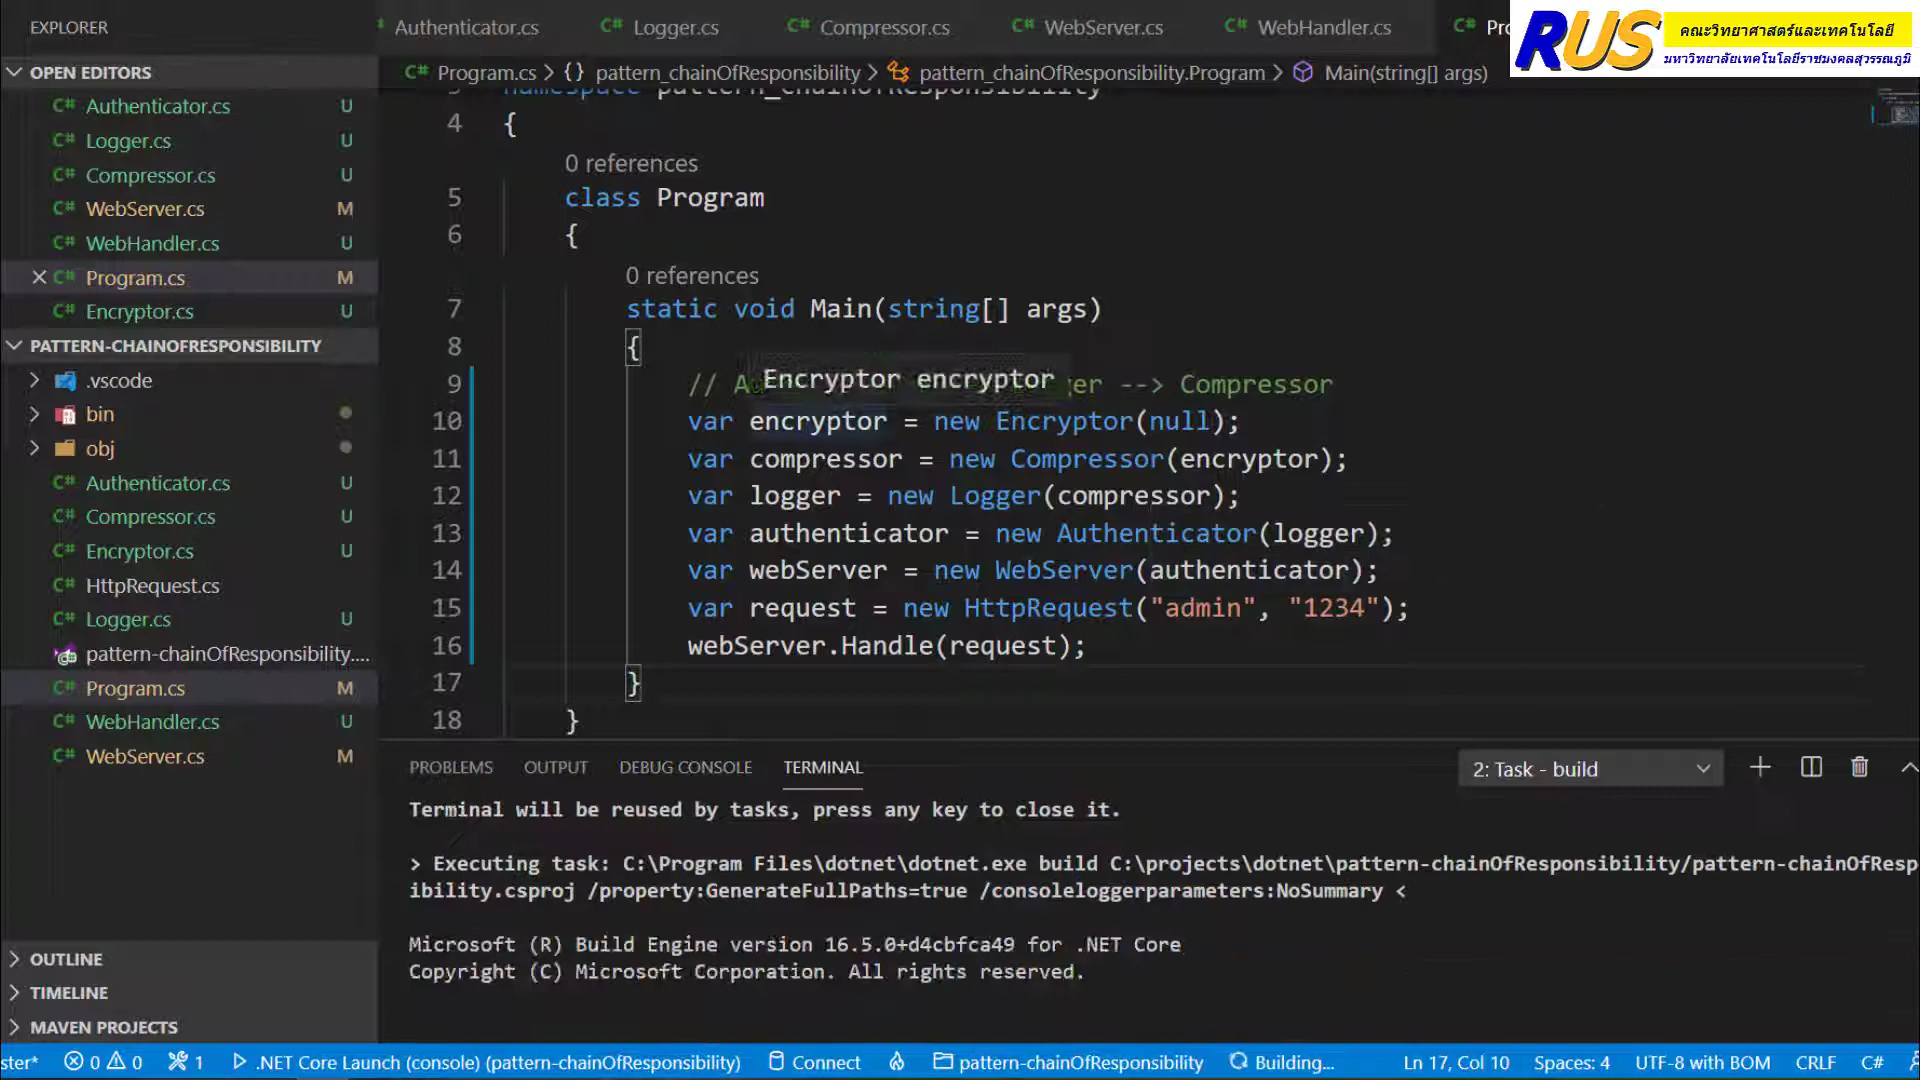 EXPLORER
OPEN EDITORS
Authenticator.cs U
Logger.cs U
Compressor.cs U
WebServer.cs M
WebHandler.cs U
Program.cs M
Encryptor.cs U
PATTERN-CHAINOFRESPONSIBILITY
.vscode
bin
obj
Authenticator.cs U
Compressor.cs U
Encryptor.cs U
HttpRequest.cs
Logger.cs U
pattern-chainOfResponsibility....
Program.cs M
WebHandler.cs U
WebServer.cs M
OUTLINE
TIMELINE
MAVEN PROJECTS
Authenticator.cs Logger.cs Compressor.cs WebServer.cs WebHandler.cs
RUS
คณะวิทยาศาสตร์และเทคโนโลยี
มหาวิทยาลัยเทคโนโลยีราชมงคลสุวรรณภูมิ
Program.cs > {} pattern_chainOfResponsibility > pattern_chainOfResponsibility.Program > Main(string[] args)
namespace pattern_chainOfResponsibility
4 {
0 references
5 class Program
6 {
0 references
7 static void Main(string[] args)
8 {
Encryptor encryptor
9 // --> Compressor
10 var encryptor = new Encryptor(null);
11 var compressor = new Compressor(encryptor);
12 var logger = new Logger(compressor);
13 var authenticator = new Authenticator(logger);
14 var webServer = new WebServer(authenticator);
15 var request = new HttpRequest("admin", "1234");
16 webServer.Handle(request);
17 }
18 }
PROBLEMS OUTPUT DEBUG CONSOLE TERMINAL 2: Task - build
Terminal will be reused by tasks, press any key to close it.
> Executing task: C:\Program Files\dotnet\dotnet.exe build C:\projects\dotnet\pattern-chainOfResponsibility/pattern-chainOfResp
ibility.csproj /property:GenerateFullPaths=true /consoleloggerparameters:NoSummary <
Microsoft (R) Build Engine version 16.5.0+d4cbfca49 for .NET Core
Copyright (C) Microsoft Corporation. All rights reserved.
ster* 0 0 1 .NET Core Launch (console) (pattern-chainOfResponsibility) Connect pattern-chainOfResponsibility Building... Ln 17, Col 10 Spaces: 4 UTF-8 with BOM CRLF C#